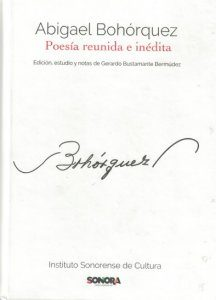 Abigael Bohórquez
Poesía reunida e inédita
Edición, estudio y notas de Gerardo Bustamante Bermúdez
Bohórquez
Instituto Sonorense de Cultura
SONORA